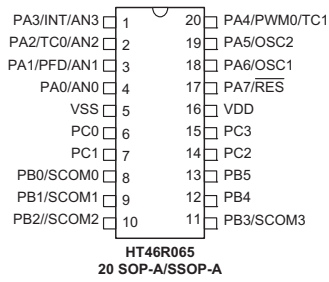 PA3/INT/AN3 1 20 PA4/PWM0/TC1
PA2/TC0/AN2 2 19 PA5/OSC2
PA1/PFD/AN1 3 18 PA6/OSC1
PA0/AN0 4 17 PA7/RES
VSS 5 16 VDD
PC0 6 15 PC3
PC1 7 14 PC2
PB0/SCOM0 8 13 PB5
PB1/SCOM1 9 12 PB4
PB2//SCOM2 10 11 PB3/SCOM3
HT46R065
20 SOP-A/SSOP-A